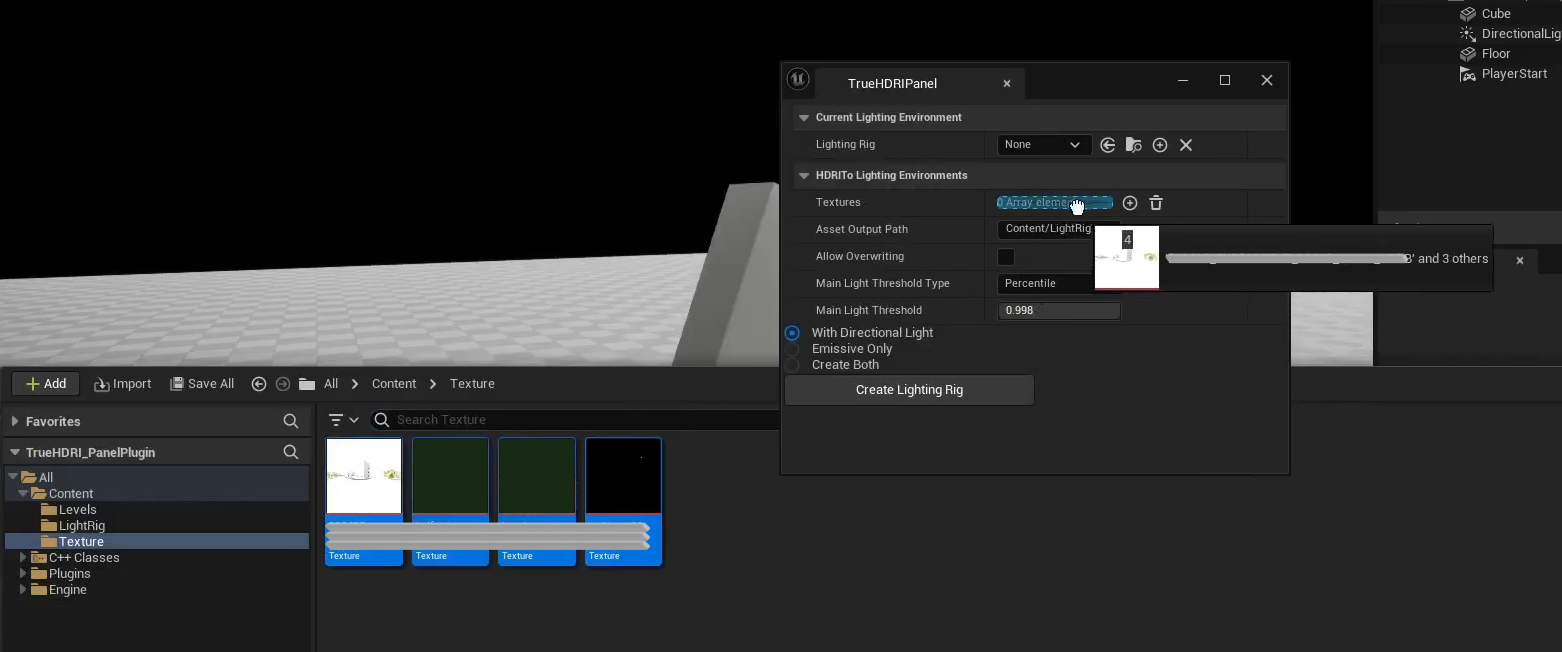 Cube
DirectionalLig
Floor
PlayerStart
TrueHDRIPanel
Current Lighting Environment
Lighting Rig
None
HDRITo Lighting Environments
Textures
0 Array eleme
Asset Output Path
Content/LightRig
4
and 3 others
Allow Overwriting
Main Light Threshold Type
Percentile
Main Light Threshold
0.998
With Directional Light
Emissive Only
Create Both
Create Lighting Rig
Add
Import
Save All
All
Content
Texture
Favorites
Search Texture
TrueHDRI_PanelPlugin
All
Content
Levels
LightRig
Texture
C++ Classes
Plugins
Engine
Texture
Texture
Texture
Texture